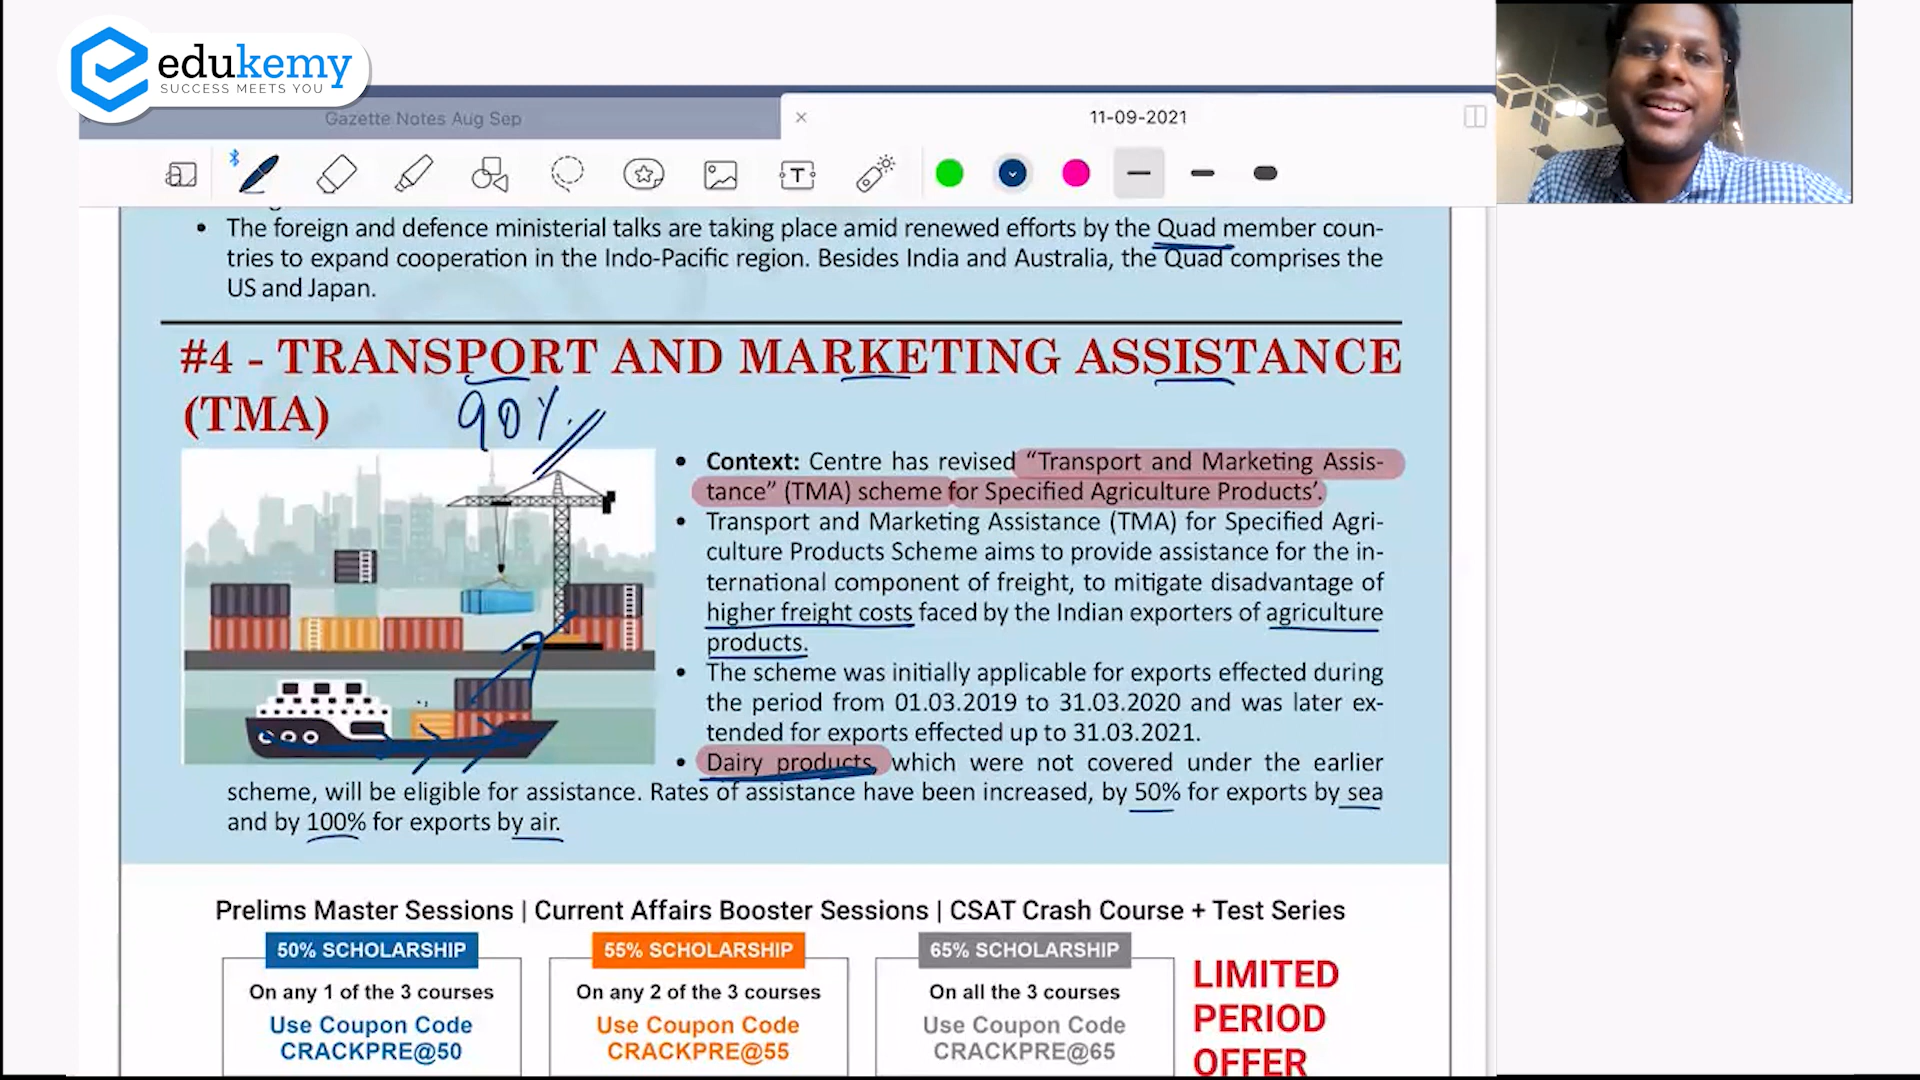 edukemy
SUCCESS MEETS YOU
Gazette Notes Aug Sep
11-09-2021
T
• The foreign and defence ministerial talks are taking place amid renewed efforts by the Quad member coun-
tries to expand cooperation in the Indo-Pacific region. Besides India and Australia, the Quad comprises the
US and Japan.
#4 - TRANSPORT AND MARKETING ASSISTANCE
(TMA)
90%.
• Context: Centre has revised “Transport and Marketing Assis-
tance” (TMA) scheme for Specified Agriculture Products’.
• Transport and Marketing Assistance (TMA) for Specified Agri-
culture Products Scheme aims to provide assistance for the in-
ternational component of freight, to mitigate disadvantage of
higher freight costs faced by the Indian exporters of agriculture
products.
• The scheme was initially applicable for exports effected during
the period from 01.03.2019 to 31.03.2020 and was later ex-
tended for exports effected up to 31.03.2021.
• Dairy products, which were not covered under the earlier
scheme, will be eligible for assistance. Rates of assistance have been increased, by 50% for exports by sea
and by 100% for exports by air.
Prelims Master Sessions | Current Affairs Booster Sessions | CSAT Crash Course + Test Series
50% SCHOLARSHIP
On any 1 of the 3 courses
Use Coupon Code
CRACKPRE@50
55% SCHOLARSHIP
On any 2 of the 3 courses
Use Coupon Code
CRACKPRE@55
65% SCHOLARSHIP
On all the 3 courses
Use Coupon Code
CRACKPRE@65
LIMITED
PERIOD
OFFER